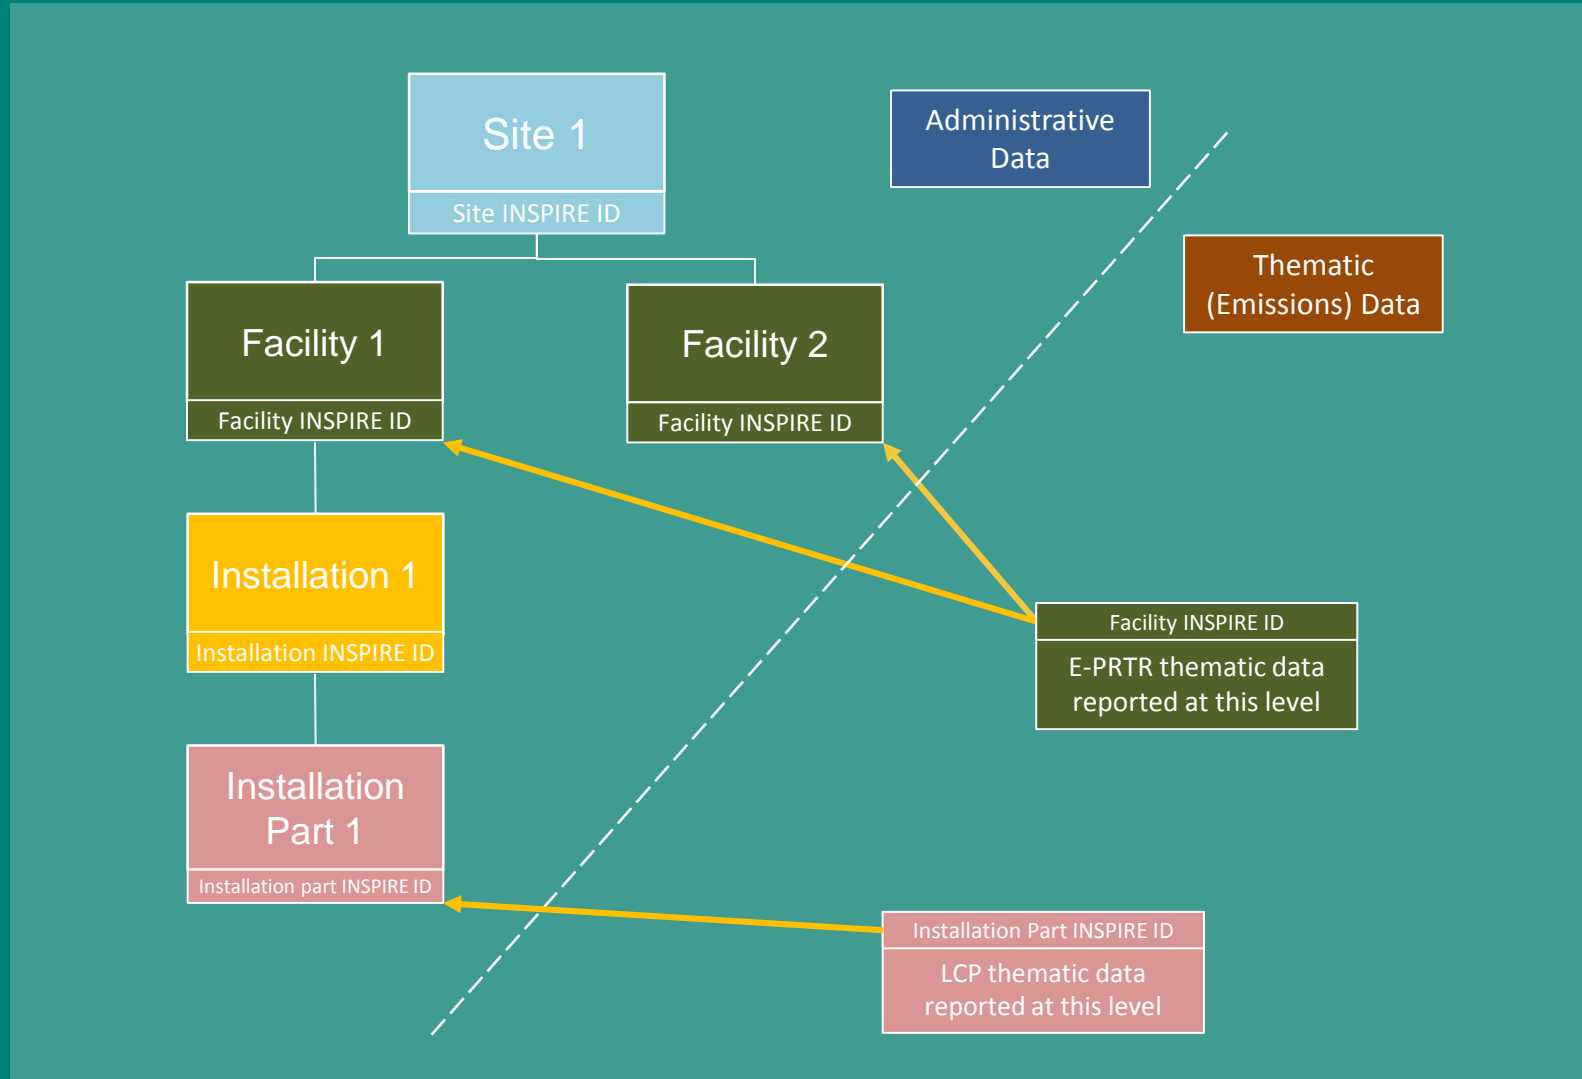 Site 1
Site INSPIRE ID
Administrative
Data
Thematic
(Emissions) Data
Facility 1
Facility INSPIRE ID
Facility 2
Facility INSPIRE ID
Installation 1
Installation INSPIRE ID
Facility INSPIRE ID
E-PRTR thematic data
reported at this level
Installation
Part 1
Installation part INSPIRE ID
Installation Part INSPIRE ID
LCP thematic data
reported at this level